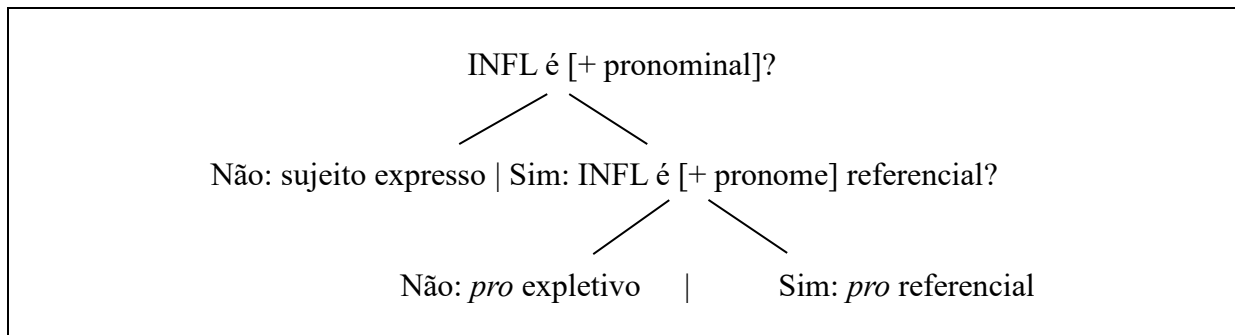 INFL é [+ pronominal]?
Não: sujeito expresso | Sim: INFL é [+ pronome] referencial?
Não: pro expletivo | Sim: pro referencial